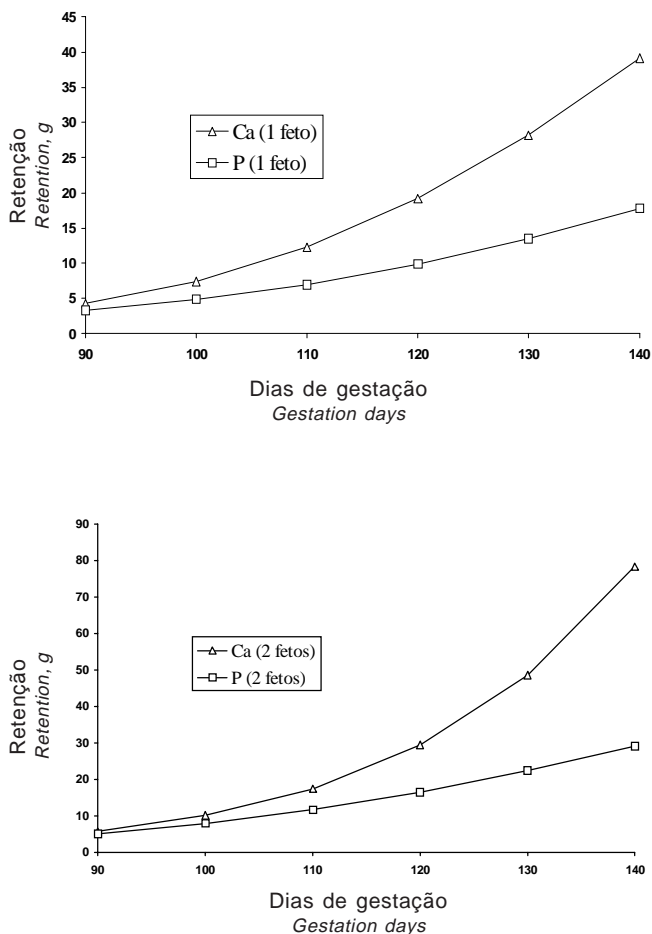 45
40
35
30
25
20
15
10
5
0
Retenção
Retention, g
Ca (1 feto)
P (1 feto)
90 100 110 120 130 140
Dias de gestação
Gestation days
90
80
70
60
50
40
30
20
10
0
Retenção
Retention, g
Ca (2 fetos)
P (2 fetos)
90 100 110 120 130 140
Dias de gestação
Gestation days